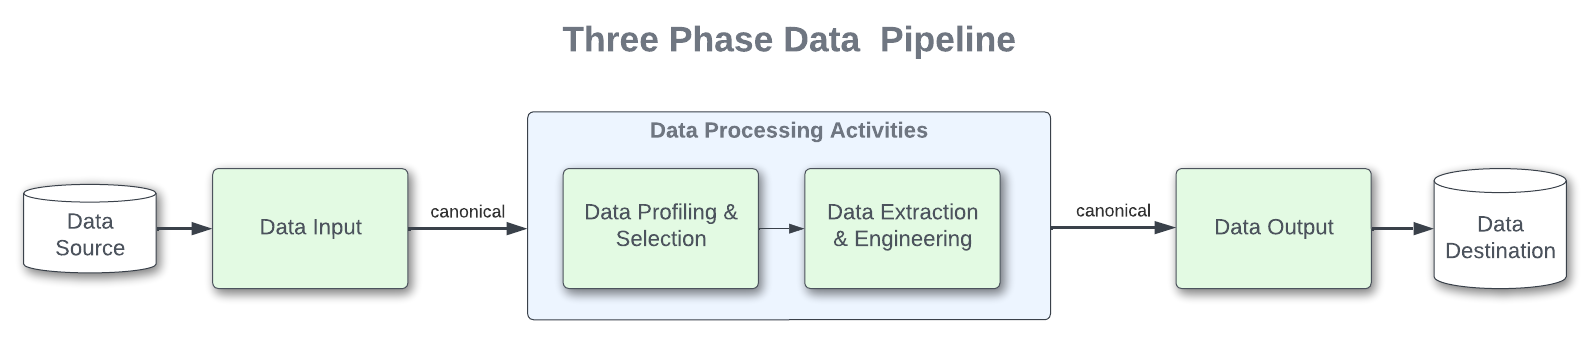 Three Phase Data  Pipeline
Data Processing Activities
Data
Source
Data Input
canonical
Data Profiling &
Selection
Data Extraction
& Engineering
canonical
Data Output
Data
Destination